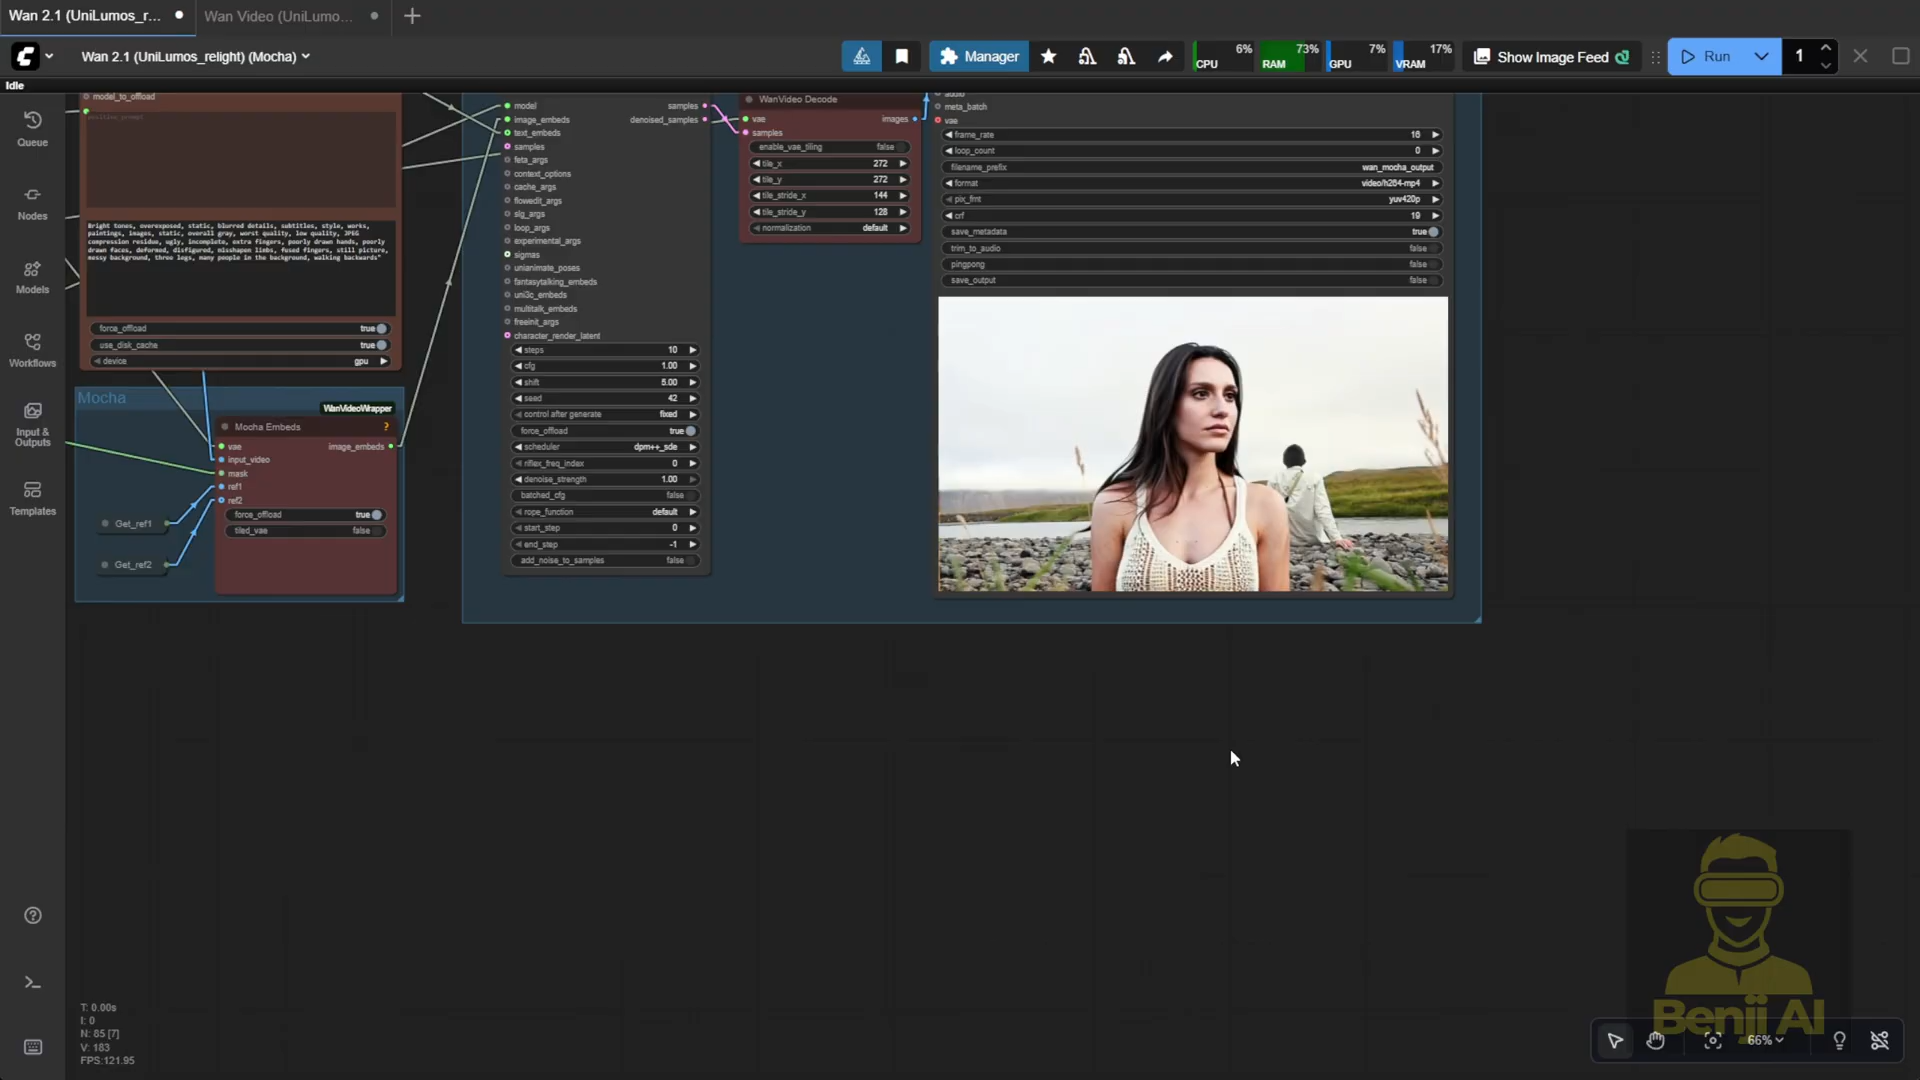 Wan 2.1 (UniLumos_r...
Wan Video (UniLumo...
Wan 2.1 (UniLumos_relight) (Mocha)
Manager
6%
CPU
73%
RAM
7%
GPU
17%
VRAM
Show Image Feed
Run
1
Idle
Queue
Nodes
Models
Workflows
Input &
Outputs
Templates
model_to_offload
positive_prompt
Bright tones, overexposed, static, blurred details, subtitles, style, works,
paintings, images, static, overall gray, worst quality, low quality, JPEG
compression residue, ugly, incomplete, extra fingers, poorly drawn hands, poorly
drawn faces, deformed, disfigured, misshapen limbs, fused fingers, still picture,
messy background, three legs, many people in the background, walking backwards"
force_offload true
use_disk_cache true
device gpu
Mocha
WanVideoWrapper
Mocha Embeds ?
vae image_embeds
input_video
mask
ref1
ref2
force_offload true
tiled_vae false
Get_ref1
Get_ref2
model samples
image_embeds denoised_samples
text_embeds
samples
feta_args
context_options
cache_args
flowedit_args
slg_args
loop_args
experimental_args
sigmas
unianimate_poses
fantasytalking_embeds
uni3c_embeds
multitalk_embeds
freeinit_args
character_render_latent
steps 10
cfg 1.00
shift 5.00
seed 42
control after generate fixed
force_offload true
scheduler dpm++_sde
riflex_freq_index 0
denoise_strength 1.00
batched_cfg false
rope_function default
start_step 0
end_step -1
add_noise_to_samples false
WanVideo Decode
vae images
samples
enable_vae_tiling false
tile_x 272
tile_y 272
tile_stride_x 144
tile_stride_y 128
normalization default
audio
meta_batch
vae
frame_rate 16
loop_count 0
filename_prefix wan_mocha_output
format video/h264-mp4
pix_fmt yuv420p
crf 19
save_metadata true
trim_to_audio false
pingpong false
save_output false
T: 0.00s
I: 0
N: 85 [7]
V: 183
FPS:121.95
Benji AI
66%